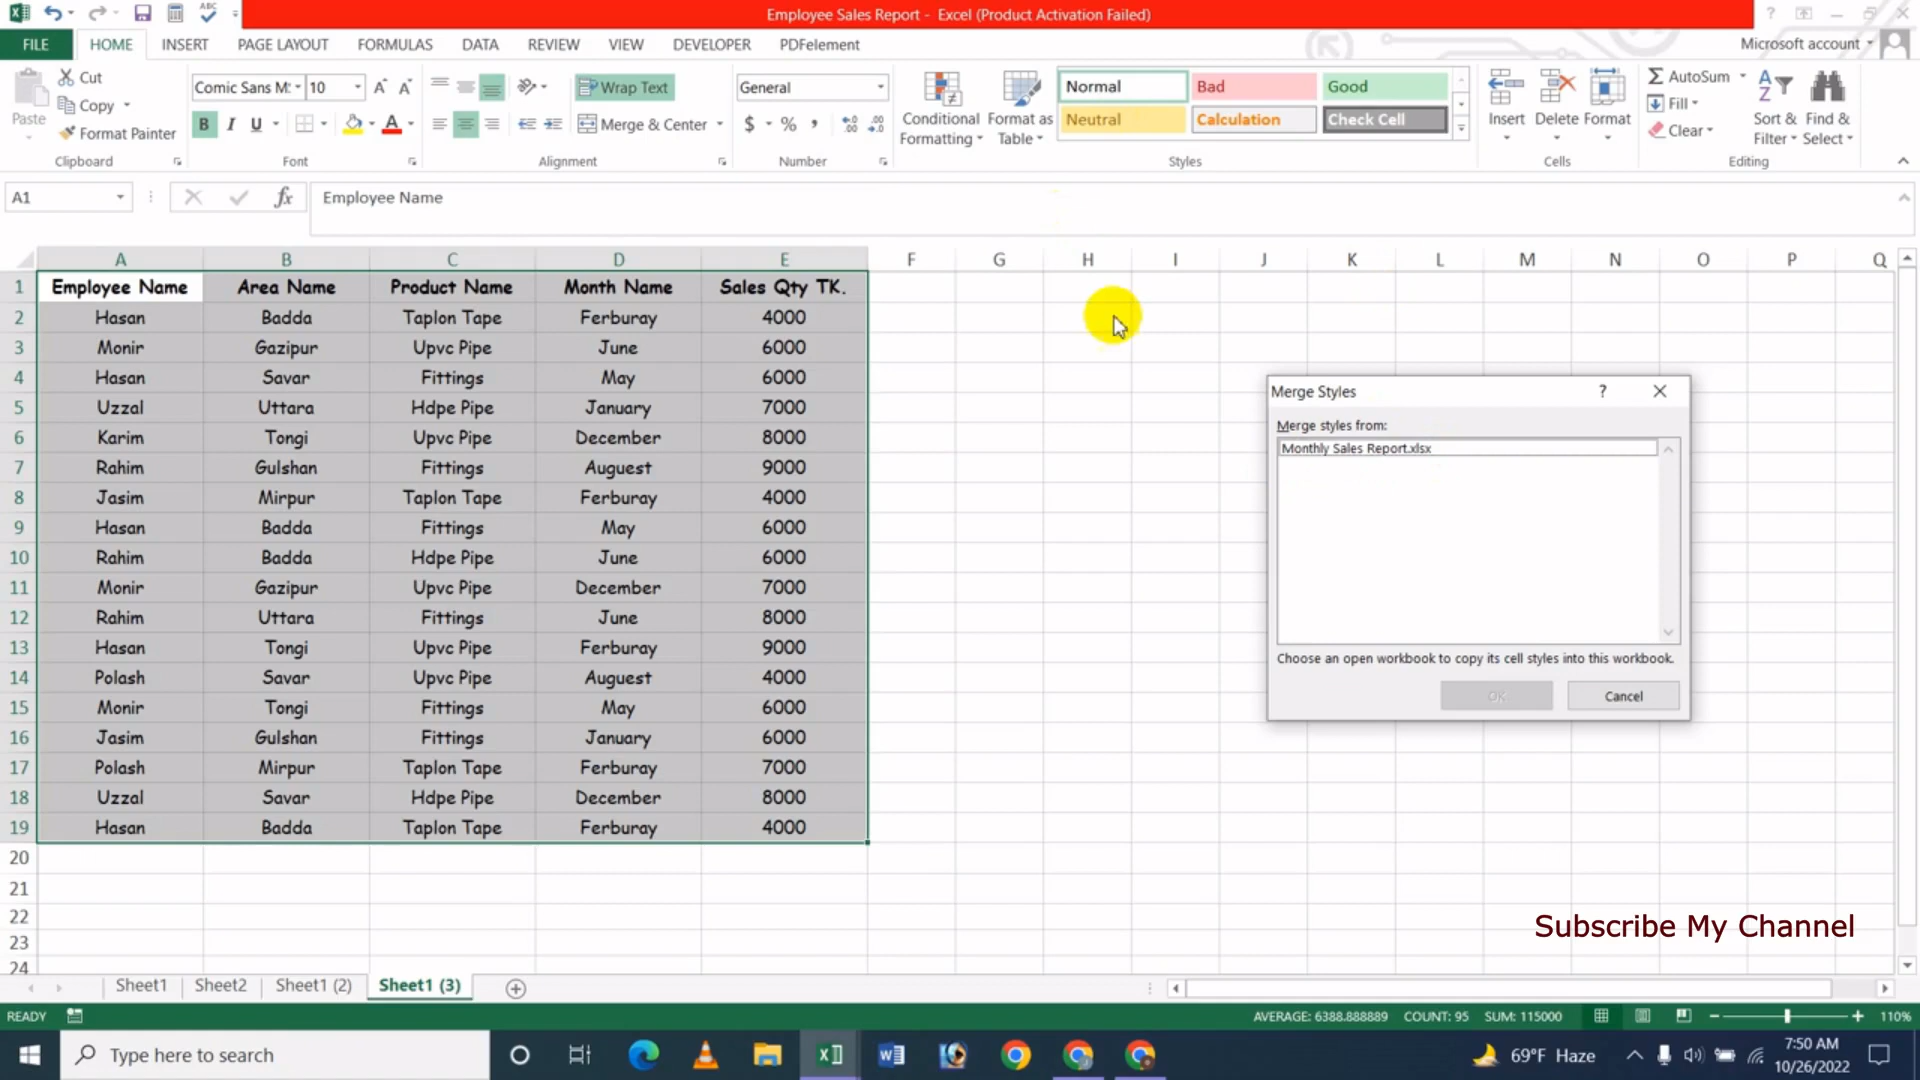 Employee Sales Report - Excel (Product Activation Failed)
FILE HOME INSERT PAGE LAYOUT FORMULAS DATA REVIEW VIEW DEVELOPER PDFelement Microsoft account
Paste Cut Copy Format Painter Clipboard
Comic Sans M: 10 B I U A Font
Wrap Text Merge & Center Alignment
General $ % , Number
Conditional Formatting Format as Table
Normal Bad Good
Neutral Calculation Check Cell
Styles
Insert Delete Format Cells
AutoSum Fill Clear Sort & Filter Find & Select Editing
A1 fx Employee Name
A B C D E F G H I J K L M N O P Q
1 Employee Name Area Name Product Name Month Name Sales Qty TK.
2 Hasan Badda Taplon Tape Ferburay 4000
3 Monir Gazipur Upvc Pipe June 6000
4 Hasan Savar Fittings May 6000
5 Uzzal Uttara Hdpe Pipe January 7000
6 Karim Tongi Upvc Pipe December 8000
7 Rahim Gulshan Fittings Auguest 9000
8 Jasim Mirpur Taplon Tape Ferburay 4000
9 Hasan Badda Fittings May 6000
10 Rahim Badda Hdpe Pipe June 6000
11 Monir Gazipur Upvc Pipe December 7000
12 Rahim Uttara Fittings June 8000
13 Hasan Tongi Upvc Pipe Ferburay 9000
14 Polash Savar Upvc Pipe Auguest 4000
15 Monir Tongi Fittings May 6000
16 Jasim Gulshan Fittings January 6000
17 Polash Mirpur Taplon Tape Ferburay 7000
18 Uzzal Savar Hdpe Pipe December 8000
19 Hasan Badda Taplon Tape Ferburay 4000
20
21
22
23
24
Merge Styles ?
Merge styles from:
Monthly Sales Report.xlsx
Choose an open workbook to copy its cell styles into this workbook.
OK Cancel
Subscribe My Channel
Sheet1 Sheet2 Sheet1 (2) Sheet1 (3)
READY AVERAGE: 6388.888889 COUNT: 95 SUM: 115000 110%
Type here to search 69°F Haze 7:50 AM
10/26/2022